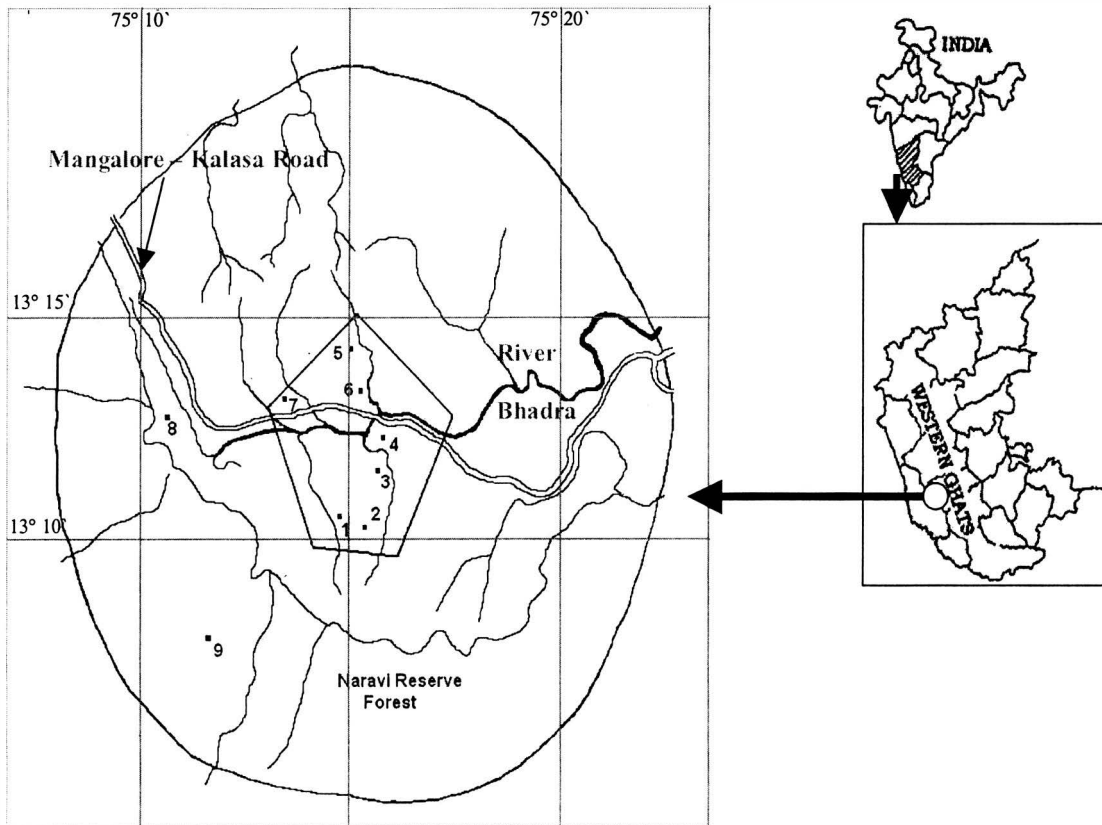 75° 10`
75° 20`
INDIA
Mangalore – Kalasa Road
13° 15`
5
River
6
7
Bhadra
8
4
3
WESTERN GHATS
1
2
13° 10`
9
Naravi Reserve
Forest